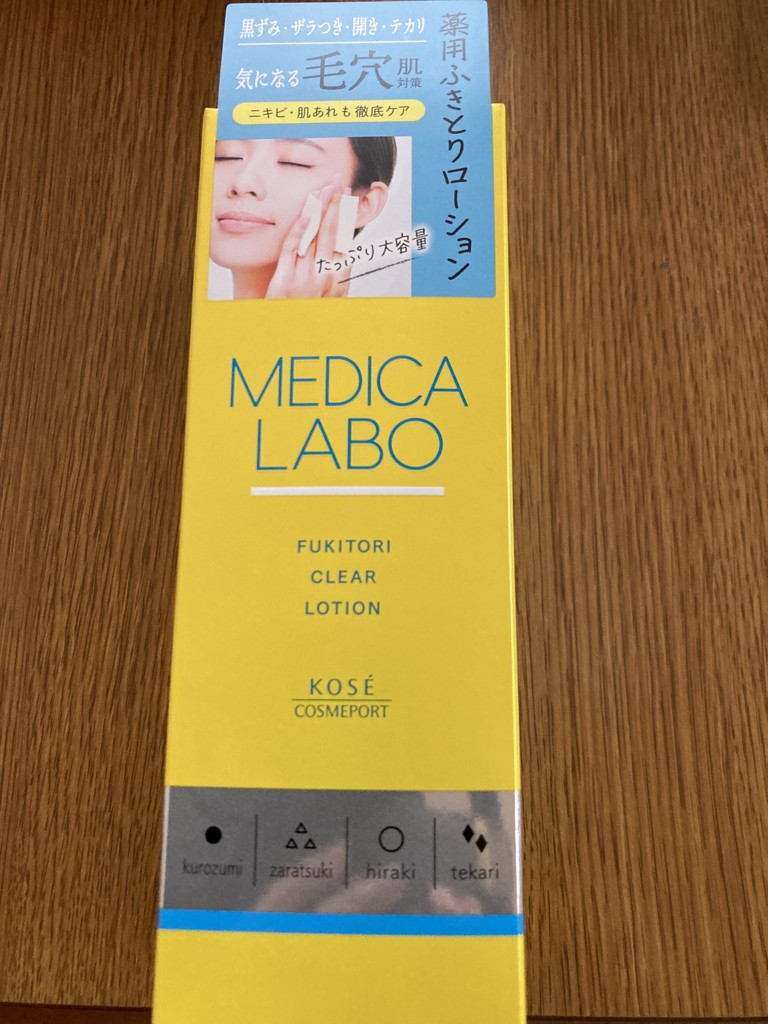 黒ずみ・ザラつき・開き・テカリ
気になる毛穴肌対策
ニキビ・肌あれも徹底ケア
薬用ふきとりローション
たっぷり大容量
MEDICA
LABO
FUKITORI
CLEAR
LOTION
KOSÉ
COSMEPORT
kurozumi
zaratsuki
hiraki
tekari